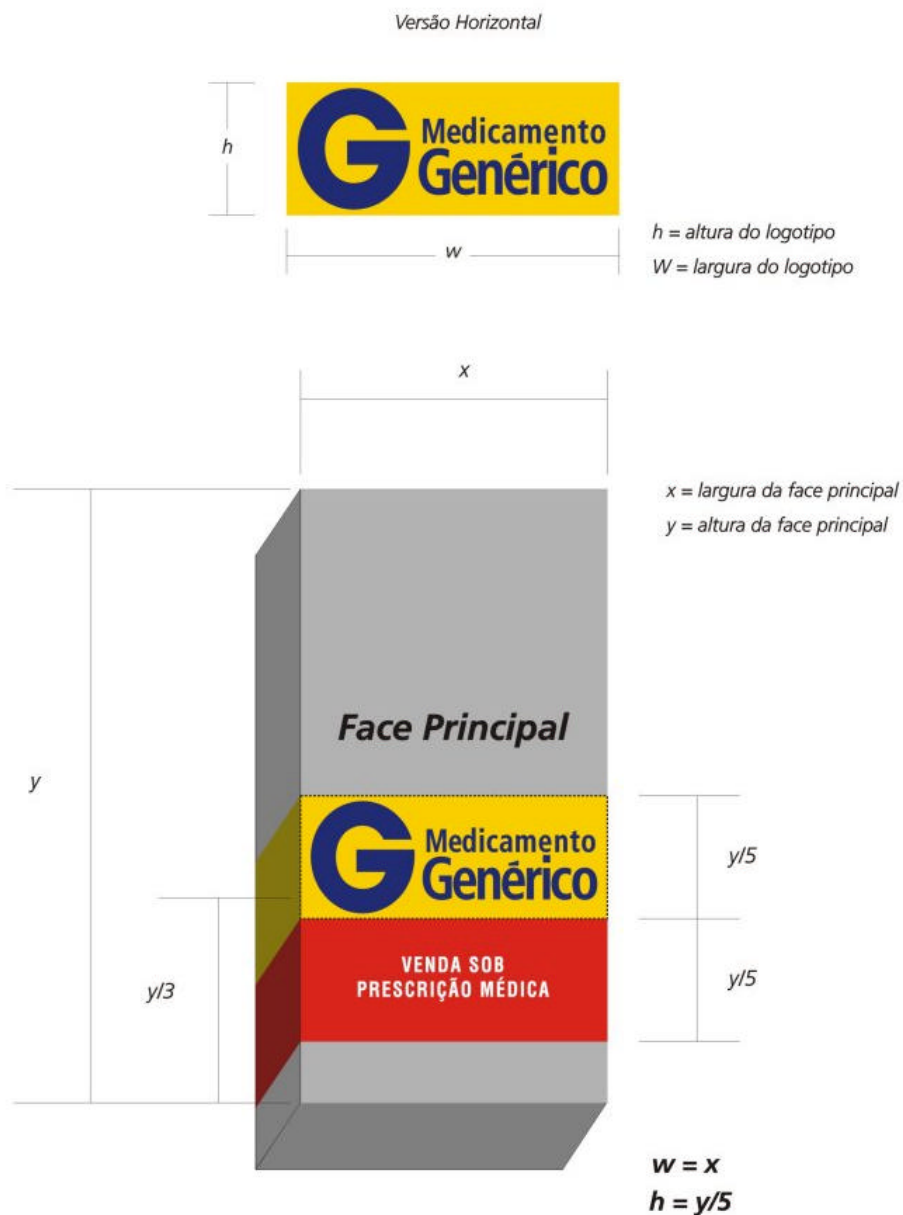 Versão Horizontal
h
Medicamento
Genérico
w
h = altura do logotipo
W = largura do logotipo
x
x = largura da face principal
y = altura da face principal
Face Principal
y
Medicamento
Genérico
y/5
VENDA SOB
PRESCRIÇÃO MÉDICA
y/3
y/5
w = x
h = y/5